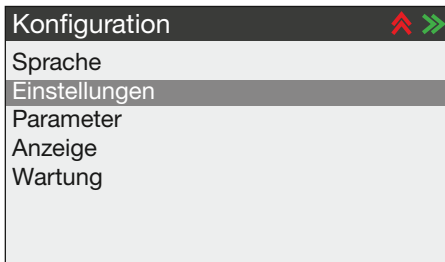 Konfiguration
Sprache
Einstellungen
Parameter
Anzeige
Wartung